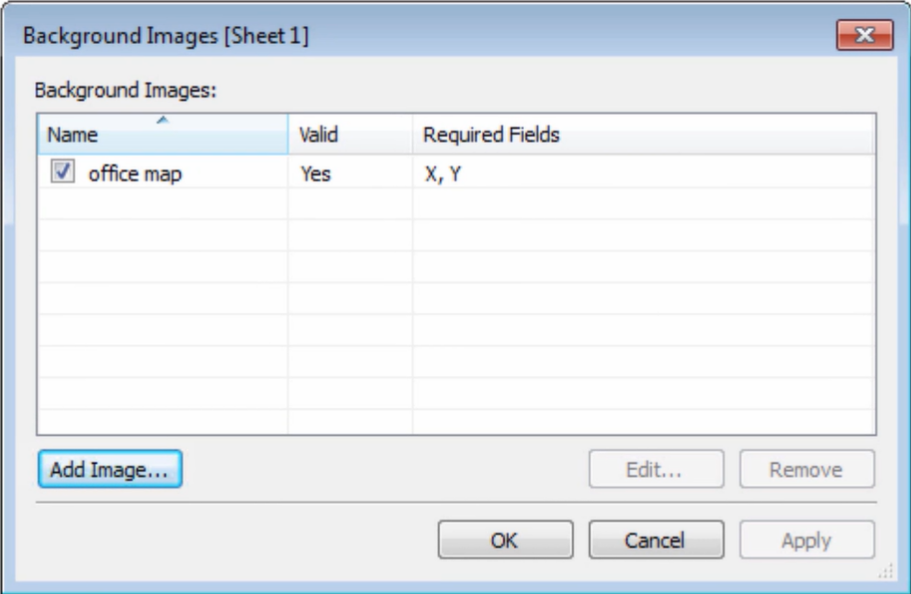 Background Images [Sheet 1]
Background Images:
Name Valid Required Fields
office map Yes X, Y
Add Image... Edit... Remove
OK Cancel Apply